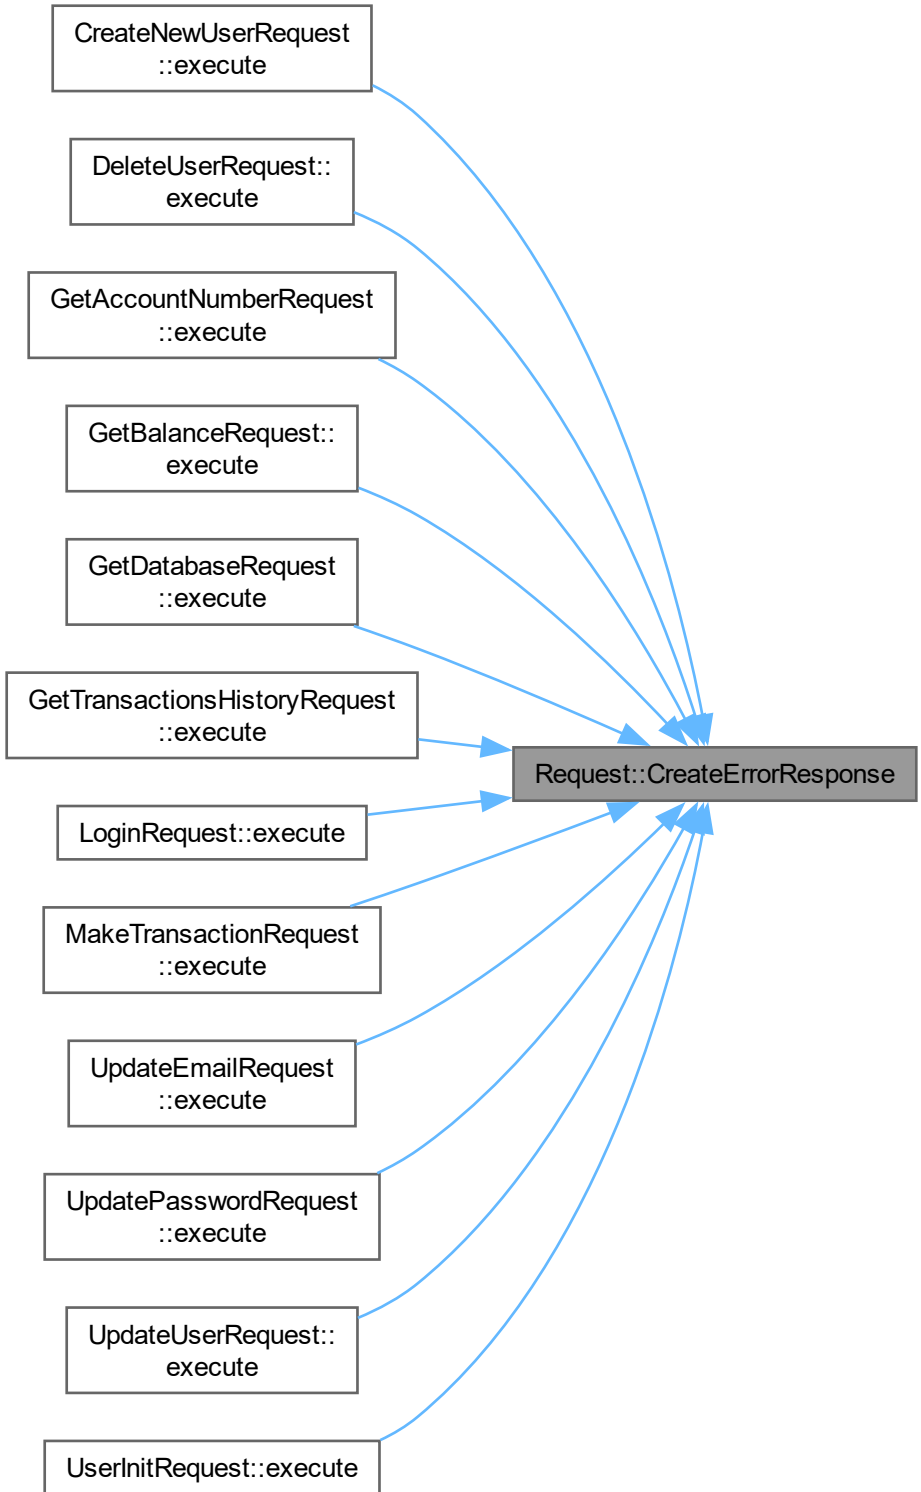 CreateNewUserRequest
::execute
DeleteUserRequest::
execute
GetAccountNumberRequest
::execute
GetBalanceRequest::
execute
GetDatabaseRequest
::execute
GetTransactionsHistoryRequest
::execute
Request::CreateErrorResponse
LoginRequest::execute
MakeTransactionRequest
::execute
UpdateEmailRequest
::execute
UpdatePasswordRequest
::execute
UpdateUserRequest::
execute
UserInitRequest::execute